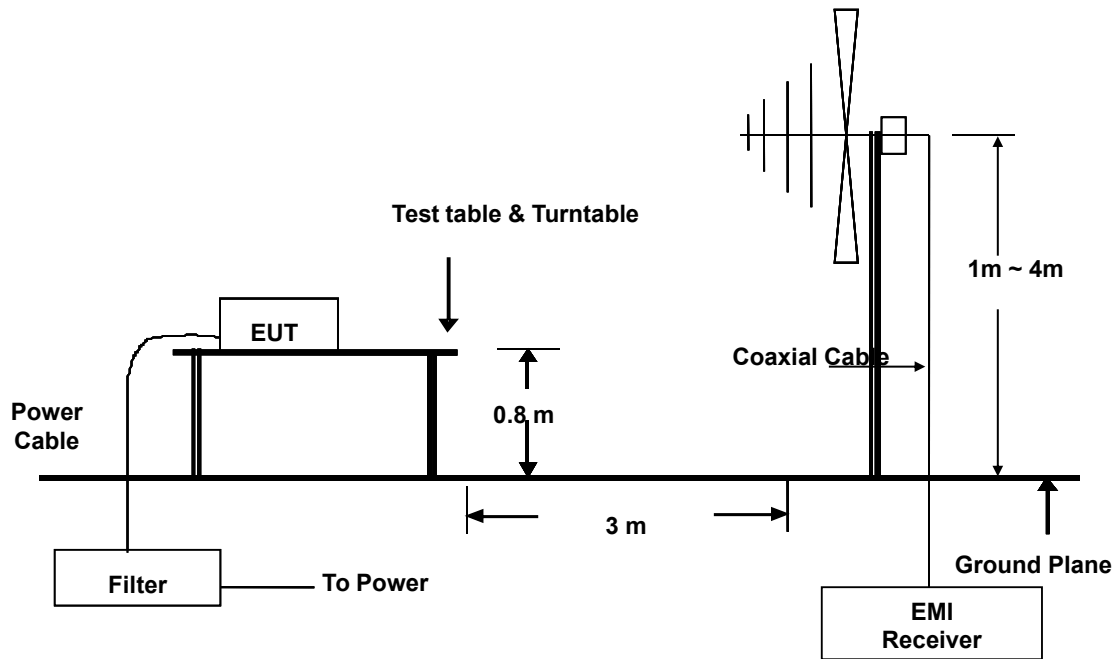 Test table & Turntable
1m ~ 4m
EUT
Coaxial Cable
0.8 m
Power
Cable
3 m
Ground Plane
Filter
To Power
EMI
Receiver